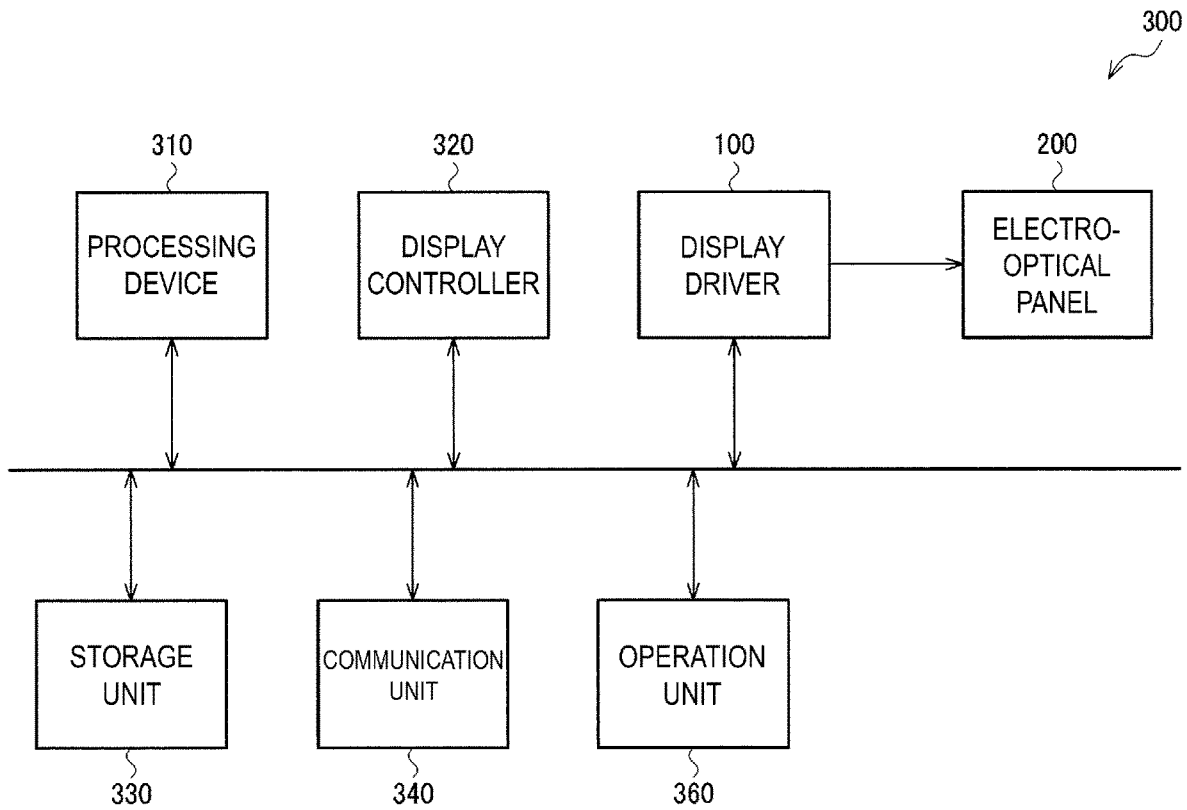 300
310
320
100
200
PROCESSING
DEVICE
DISPLAY
CONTROLLER
DISPLAY
DRIVER
ELECTRO-
OPTICAL
PANEL
STORAGE
UNIT
COMMUNICATION
UNIT
OPERATION
UNIT
330
340
360